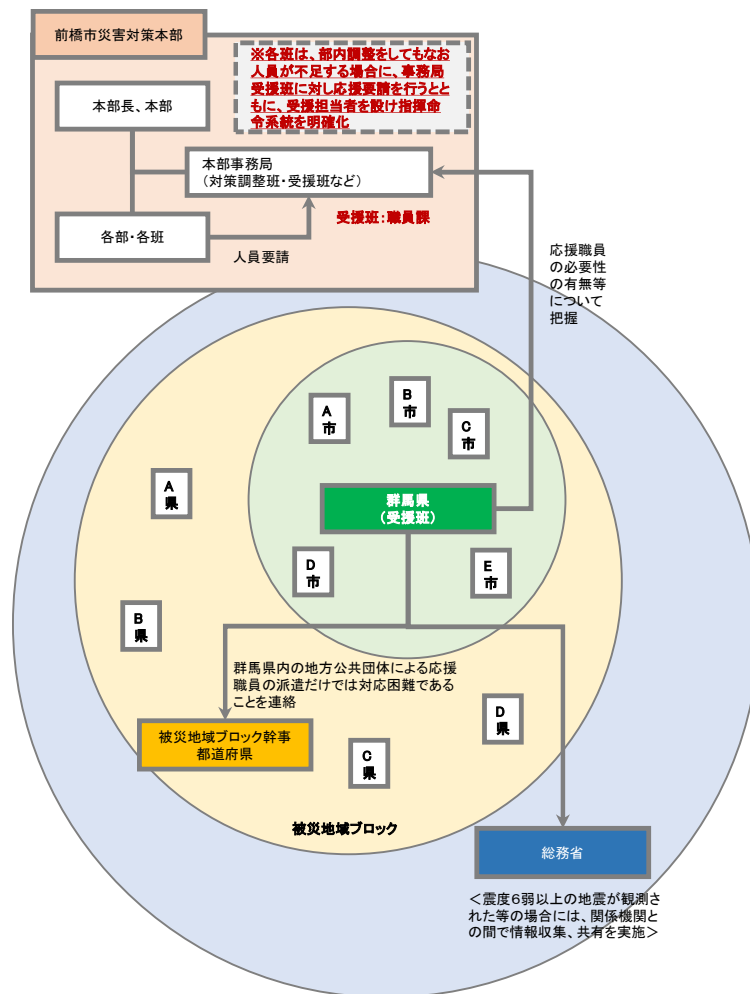 前橋市災害対策本部
※各班は、部内調整をしてもなお
人員が不足する場合に、事務局
受援班に対し応援要請を行うとと
もに、受援担当者を設け指揮命
令系統を明確化
本部長、本部
本部事務局
（対策調整班・受援班など）
各部・各班
受援班：職員課
人員要請
応援職員
の必要性
の有無等
について
把握
A
市
B
市
C
市
A
県
群馬県
（受援班）
D
市
E
市
B
県
群馬県内の地方公共団体による応援
職員の派遣だけでは対応困難である
ことを連絡
D
県
被災地域ブロック幹事
都道府県
C
県
被災地域ブロック
総務省
＜震度６弱以上の地震が観測さ
れた等の場合には、関係機関と
の間で情報収集、共有を実施＞